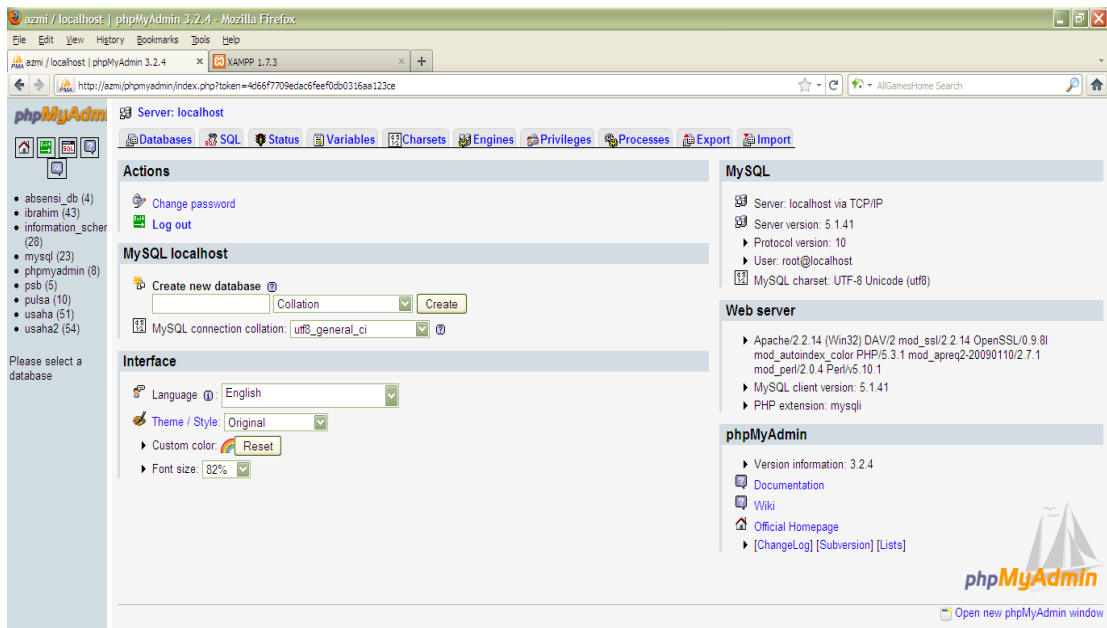 azmi / localhost | phpMyAdmin 3.2.4 - Mozilla Firefox
File Edit View History Bookmarks Tools Help
azmi / localhost | phpMyAdmin 3.2.4 XAMPP 1.7.3
http://azmi/phpmyadmin/index.php?token=4d66f7709edac6feef0db0316aa123ce AllGamesHome Search
phpMyAdm
absensi_db (4)
ibrahim (43)
information_scher
(28)
mysql (23)
phpmyadmin (8)
psb (5)
pulsa (10)
usaha (51)
usaha2 (54)
Please select a
database
Server: localhost
Databases SQL Status Variables Charsets Engines Privileges Processes Export Import
Actions
Change password
Log out
MySQL localhost
Create new database
Collation Create
MySQL connection collation: utf8_general_ci
Interface
Language : English
Theme / Style: Original
Custom color: Reset
Font size: 82%
MySQL
Server: localhost via TCP/IP
Server version: 5.1.41
Protocol version: 10
User: root@localhost
MySQL charset: UTF-8 Unicode (utf8)
Web server
Apache/2.2.14 (Win32) DAV/2 mod_ssl/2.2.14 OpenSSL/0.9.8l
mod_autoindex_color PHP/5.3.1 mod_apreq2-20090110/2.7.1
mod_perl/2.0.4 Perl/v5.10.1
MySQL client version: 5.1.41
PHP extension: mysqli
phpMyAdmin
Version information: 3.2.4
Documentation
Wiki
Official Homepage
[ChangeLog] [Subversion] [Lists]
phpMyAdmin
Open new phpMyAdmin window